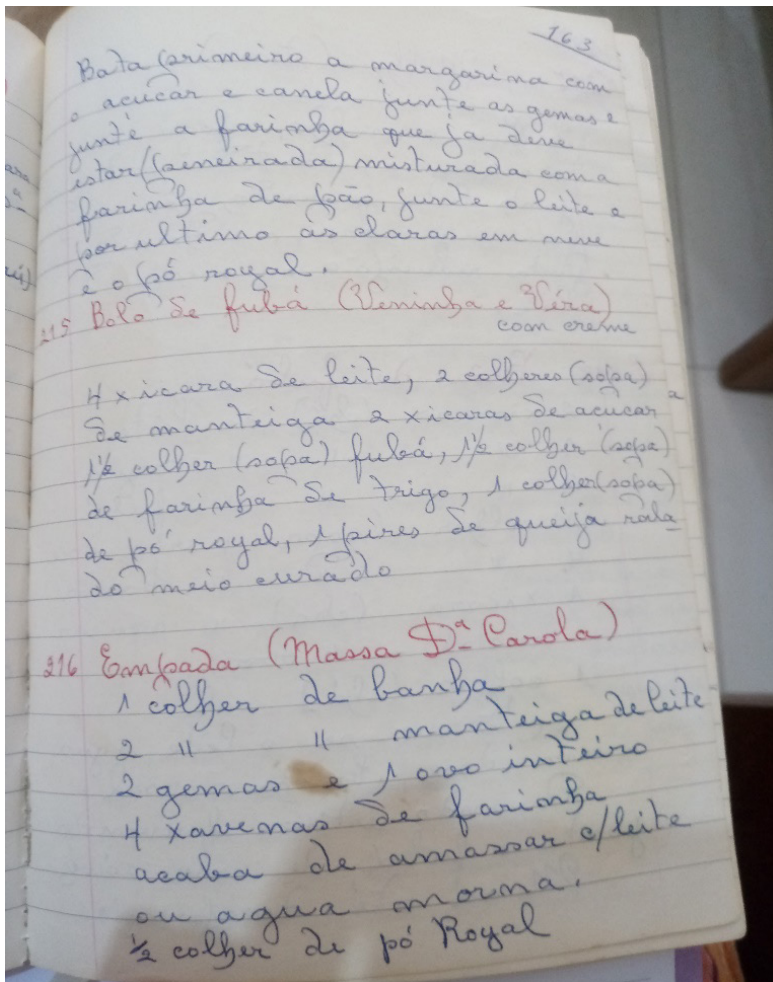 163
Bata primeiro a margarina com
o acucar e canela junte as gemas e
junte a farinha que ja deve
estar (peneirada) misturada com a
farinha de pão, junte o leite e
por ultimo as claras em neve
e o pó royal.
215 Bolo de fubá (Veninha e Véra)
com creme
4 xicara de leite, 2 colheres (sopa)
de manteiga 2 xicaras de acucar
1½ colher (sopa) fubá, 1½ colher (sopa)
de farinha de trigo, 1 colher (sopa)
de pó royal, 1 pires de queija rala
do meio curado
216 Empada (Massa Dª Carola)
1 colher de banha
2 " " manteiga de leite
2 gemas e 1 ovo inteiro
4 xavenas de farinha
acaba de amassar c/leite
ou agua morna.
½ colher de pó Royal